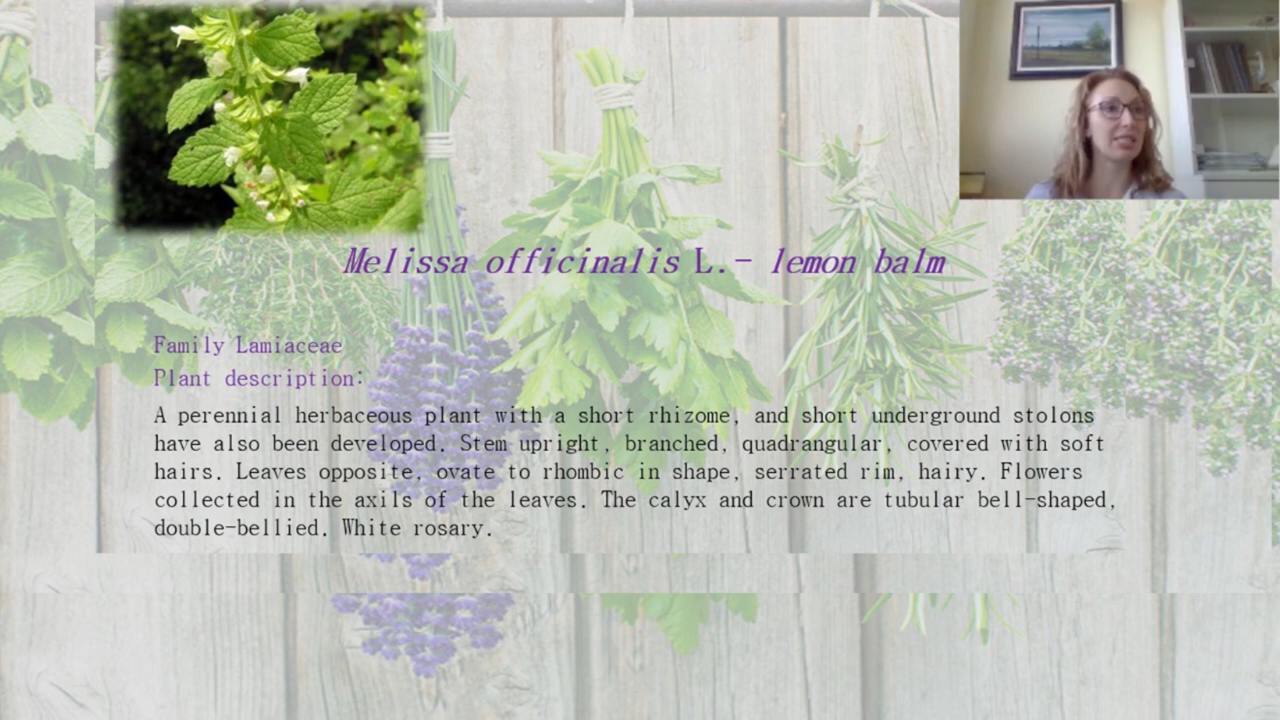 Melissa officinalis L.- lemon balm
Family Lamiaceae
Plant description:
A perennial herbaceous plant with a short rhizome, and short underground stolons
have also been developed. Stem upright, branched, quadrangular, covered with soft
hairs. Leaves opposite, ovate to rhombic in shape, serrated rim, hairy. Flowers
collected in the axils of the leaves. The calyx and crown are tubular bell-shaped,
double-bellied. White rosary.